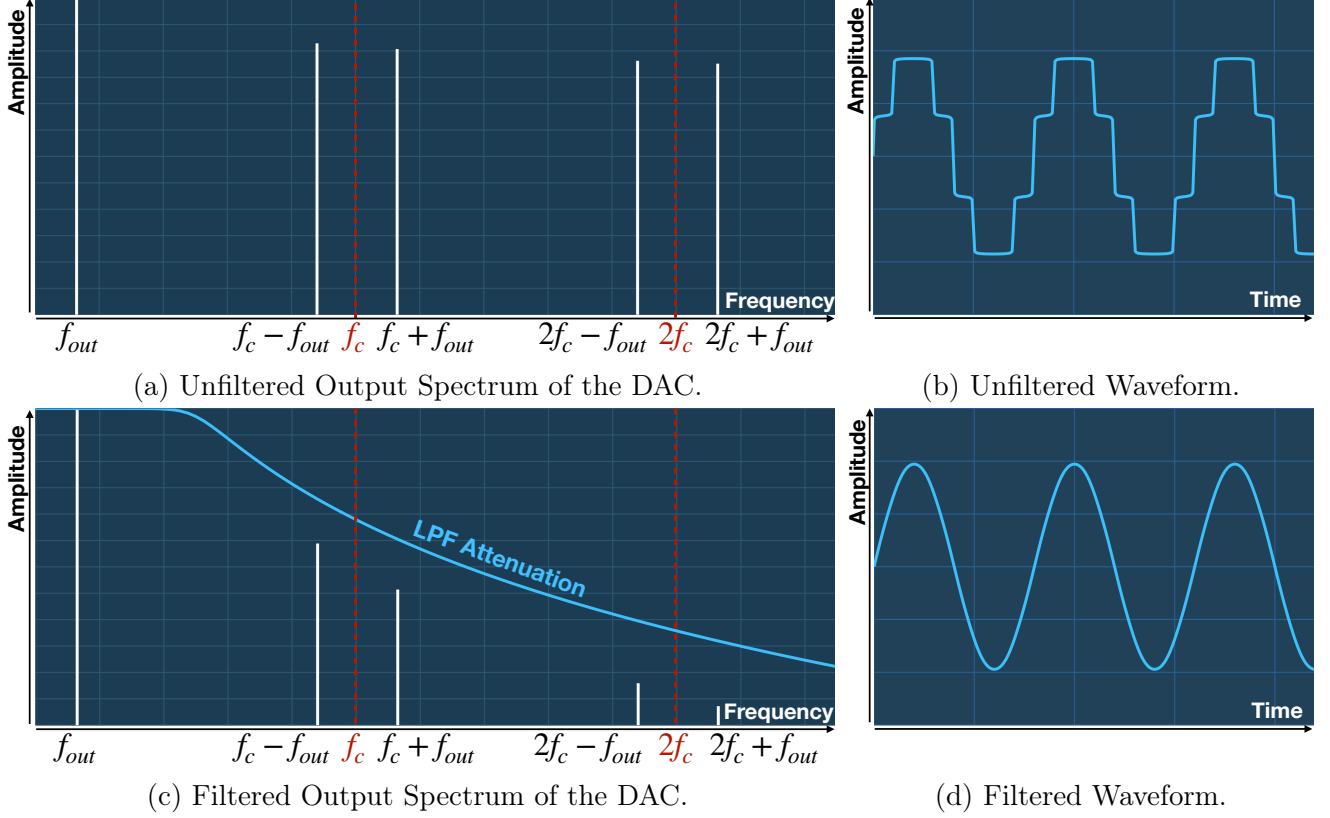 Amplitude
Frequency
f_out
f_c − f_out
f_c
f_c + f_out
2f_c − f_out
2f_c
2f_c + f_out
(a) Unfiltered Output Spectrum of the DAC.
Amplitude
Time
(b) Unfiltered Waveform.
Amplitude
LPF Attenuation
Frequency
f_out
f_c − f_out
f_c
f_c + f_out
2f_c − f_out
2f_c
2f_c + f_out
(c) Filtered Output Spectrum of the DAC.
Amplitude
Time
(d) Filtered Waveform.